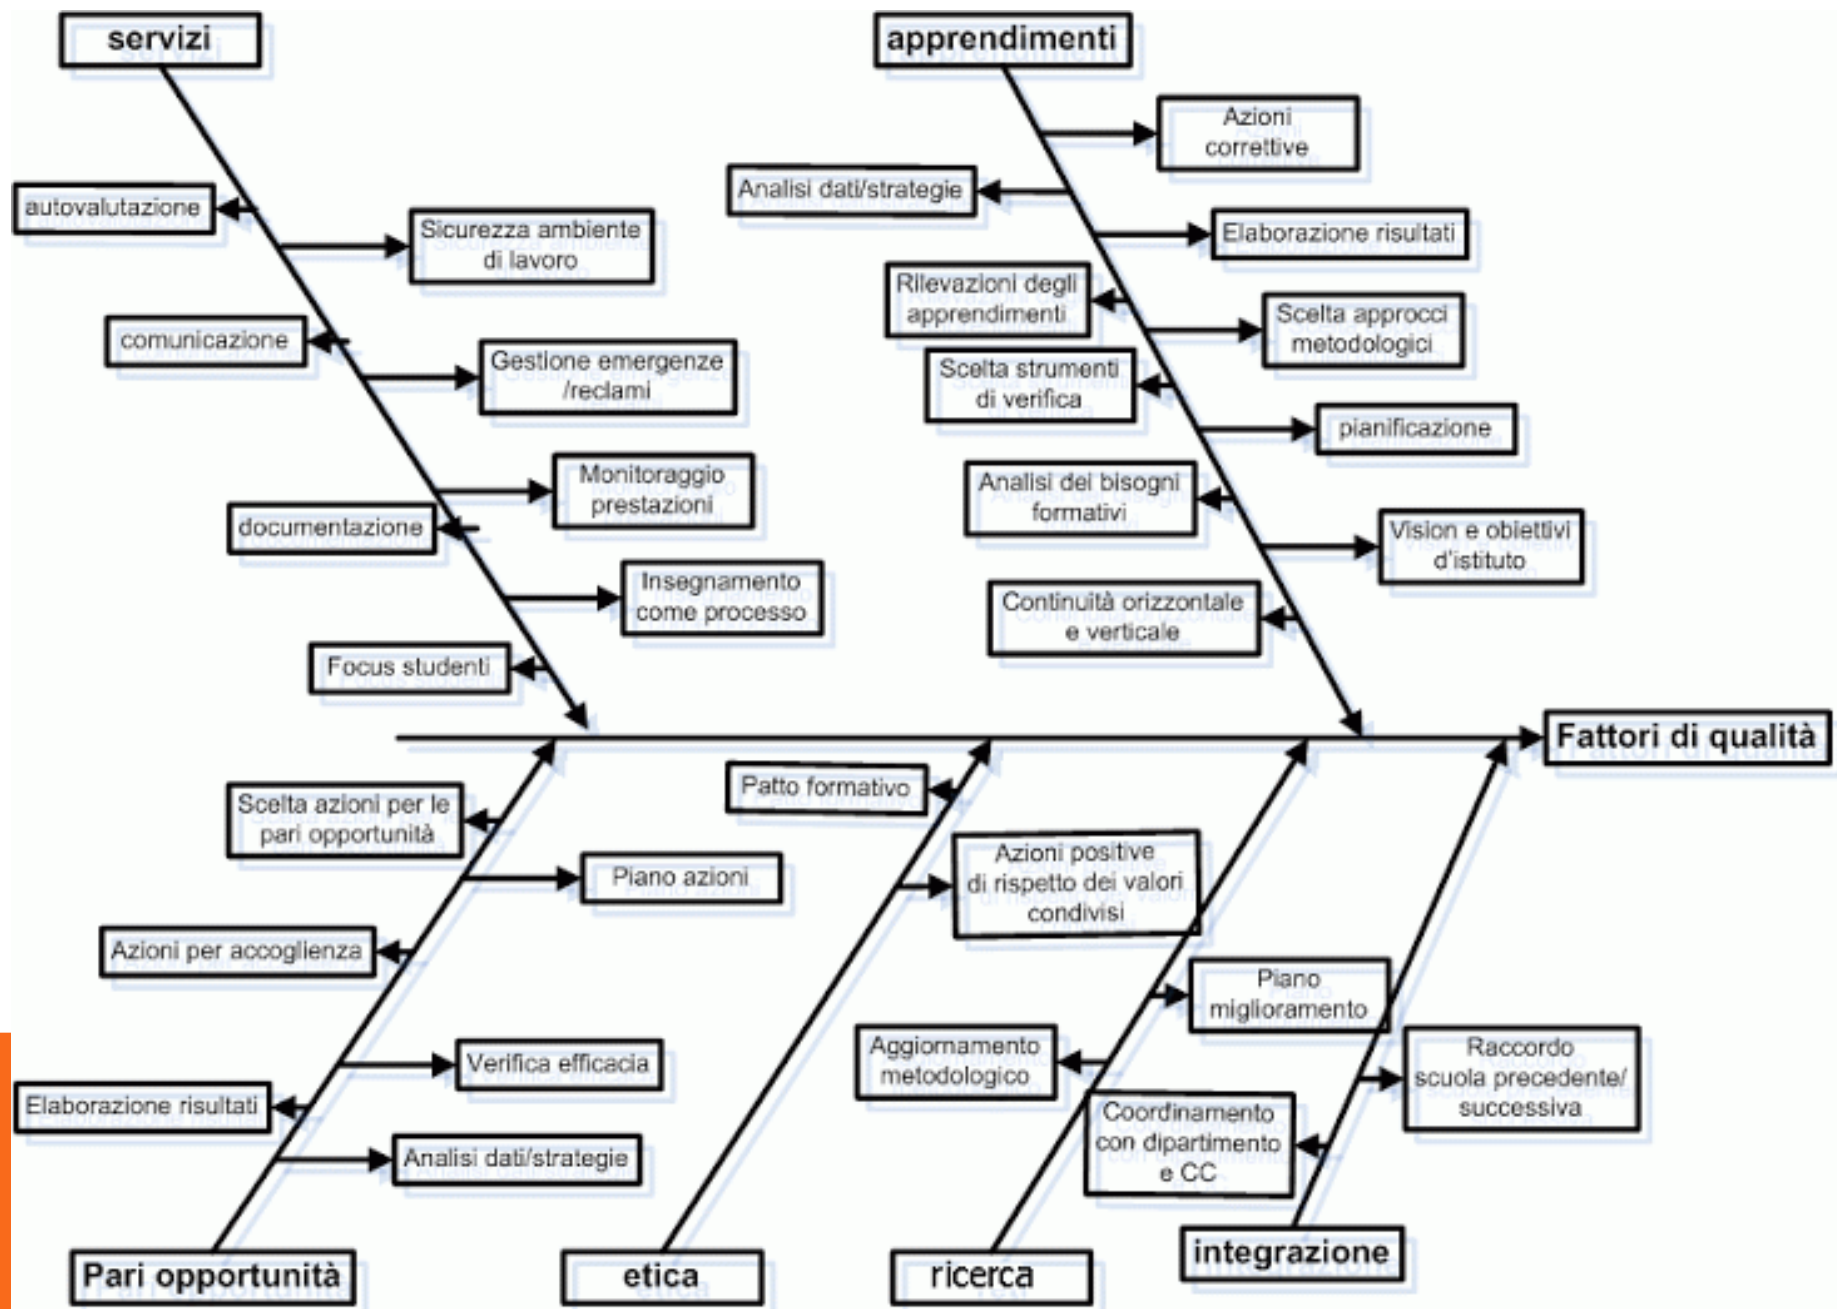 servizi
apprendimenti
Azioni
correttive
Analisi dati/strategie
autovalutazione
Sicurezza ambiente
di lavoro
Elaborazione risultati
Rilevazioni degli
apprendimenti
Scelta approcci
metodologici
comunicazione
Gestione emergenze
/reclami
Scelta strumenti
di verifica
pianificazione
Monitoraggio
prestazioni
Analisi dei bisogni
formativi
documentazione
Vision e obiettivi
d'istituto
Insegnamento
come processo
Continuità orizzontale
e verticale
Focus studenti
Fattori di qualità
Patto formativo
Scelta azioni per le
pari opportunità
Azioni positive
di rispetto dei valori
condivisi
Piano azioni
Azioni per accoglienza
Piano
miglioramento
Aggiornamento
metodologico
Raccordo
scuola precedente/
successiva
Verifica efficacia
Elaborazione risultati
Coordinamento
con dipartimento
e CC
Analisi dati/strategie
Pari opportunità
etica
ricerca
integrazione